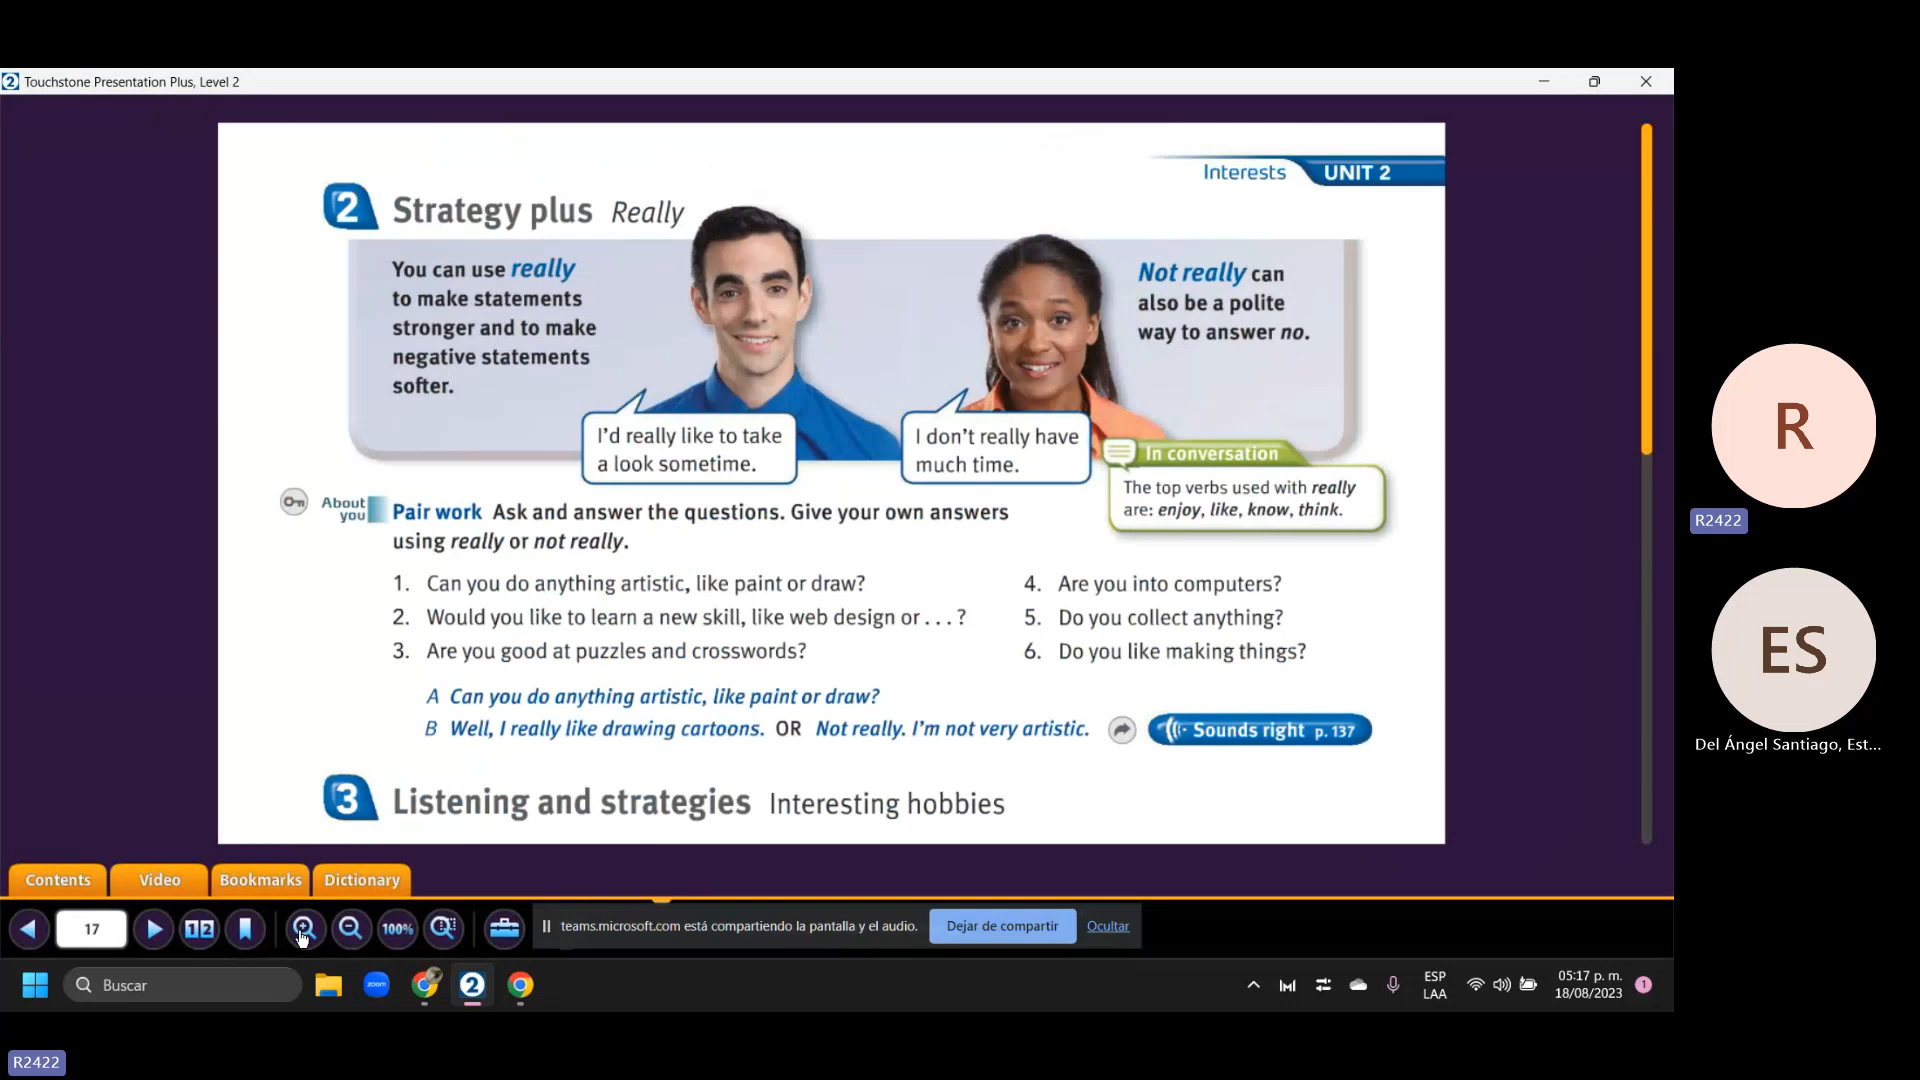 Touchstone Presentation Plus, Level 2
Interests UNIT 2
2 Strategy plus Really
You can use really
to make statements
stronger and to make
negative statements
softer.
Not really can
also be a polite
way to answer no.
I'd really like to take
a look sometime.
I don't really have
much time.
In conversation
The top verbs used with really
are: enjoy, like, know, think.
About
you
Pair work Ask and answer the questions. Give your own answers
using really or not really.
1. Can you do anything artistic, like paint or draw?
2. Would you like to learn a new skill, like web design or . . . ?
3. Are you good at puzzles and crosswords?
4. Are you into computers?
5. Do you collect anything?
6. Do you like making things?
A Can you do anything artistic, like paint or draw?
B Well, I really like drawing cartoons. OR Not really. I'm not very artistic.
Sounds right p. 137
3 Listening and strategies Interesting hobbies
Contents Video Bookmarks Dictionary
17
12
100%
teams.microsoft.com está compartiendo la pantalla y el audio. Dejar de compartir Ocultar
Buscar
zoom
2
ESP
LAA
05:17 p. m.
18/08/2023
1
R
R2422
ES
Del Ángel Santiago, Est...
R2422